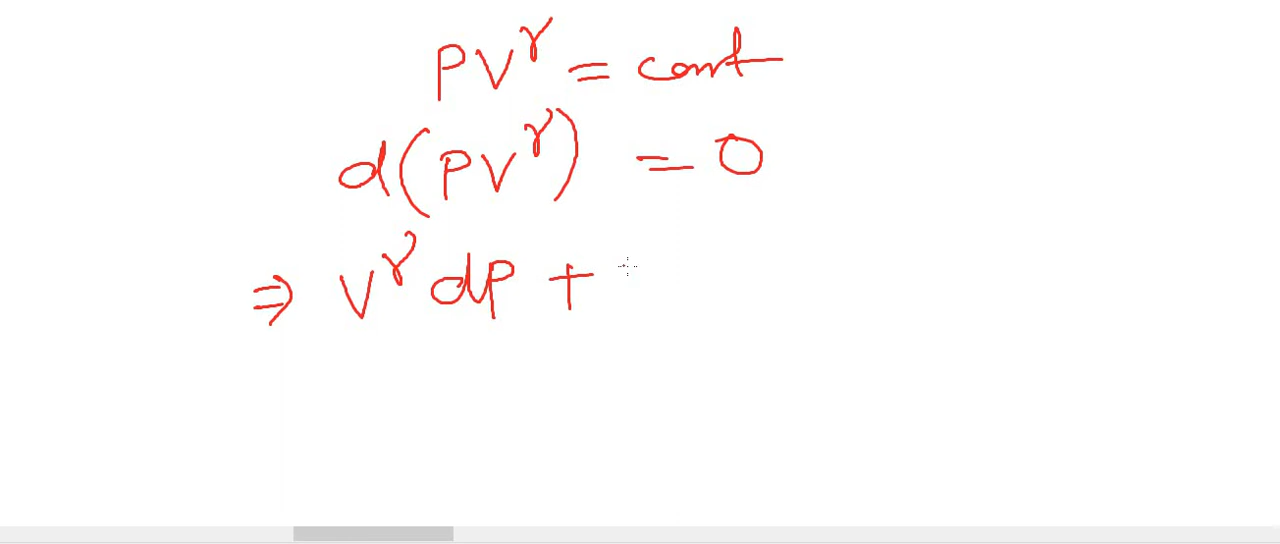 PV^γ = const
d(PV^γ) = 0
⇒ V^γ dP +